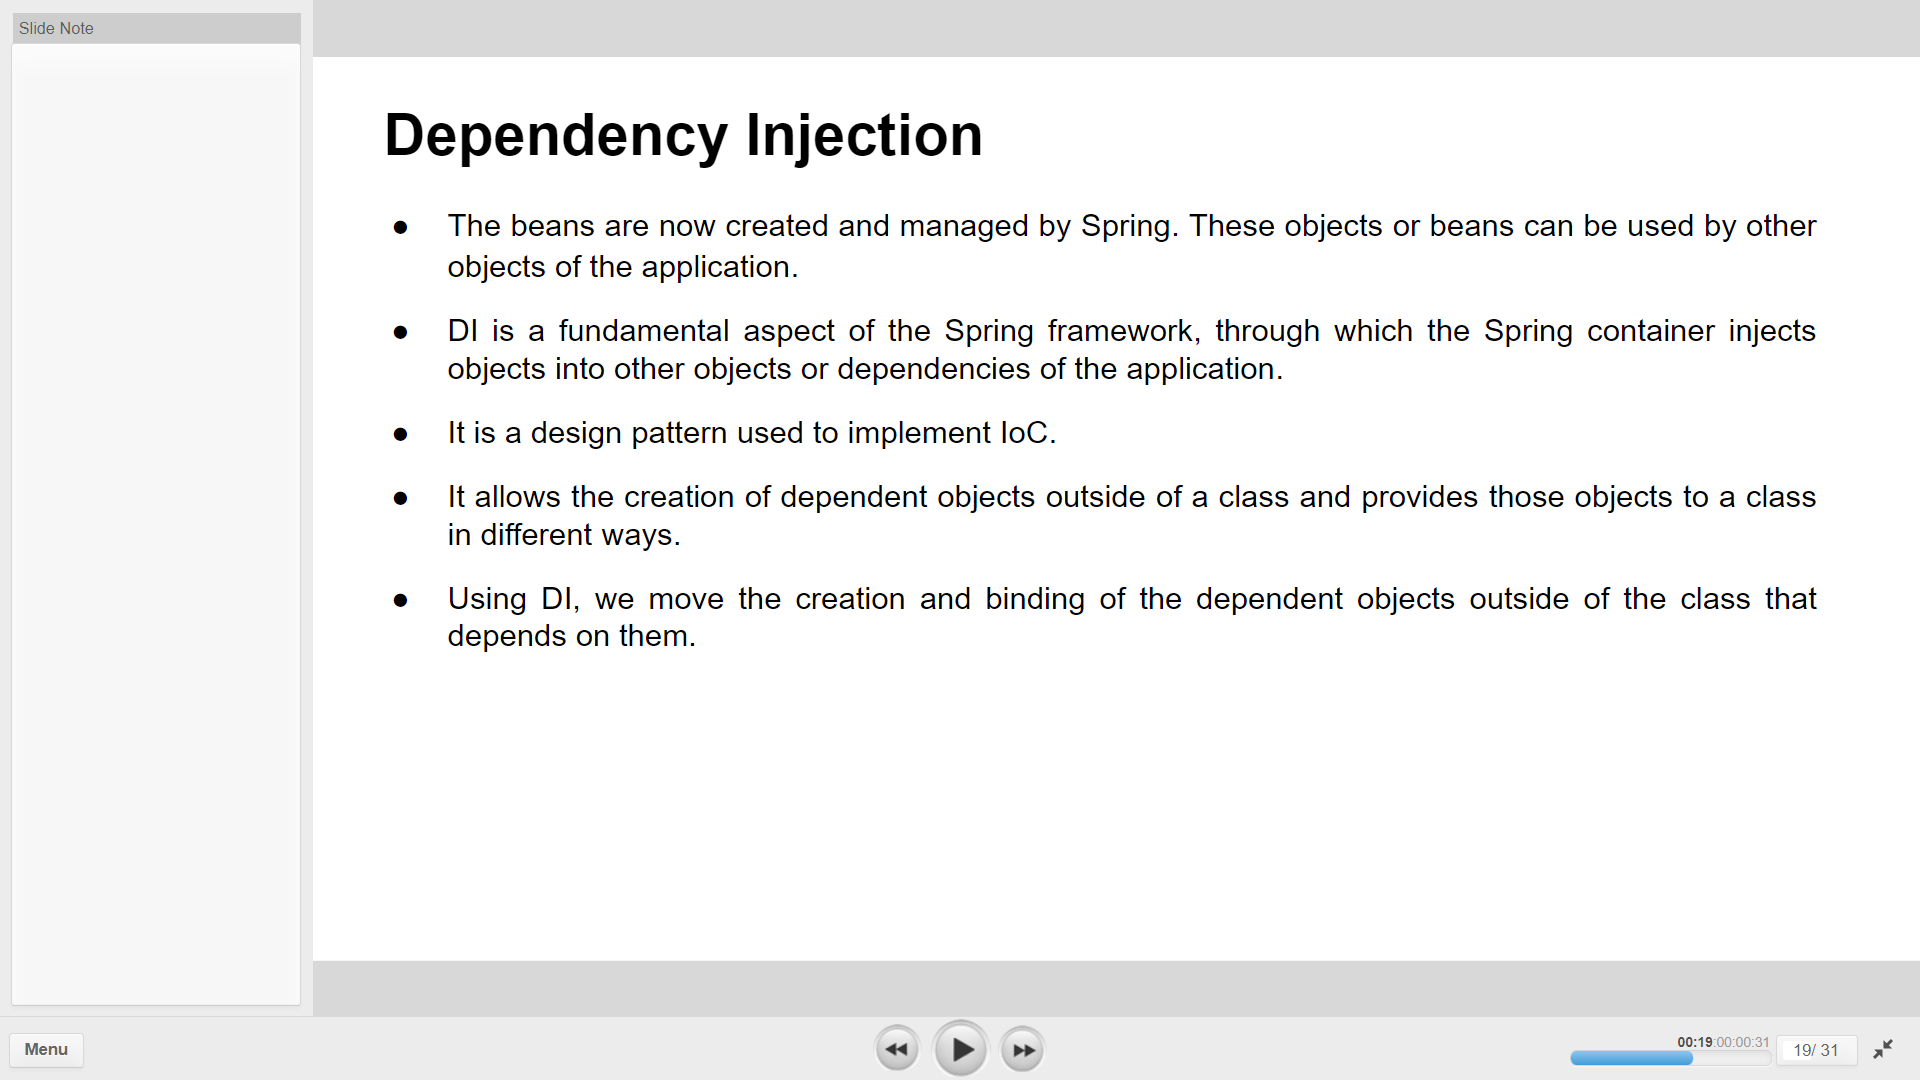 Slide Note
Dependency Injection
● The beans are now created and managed by Spring. These objects or beans can be used by other
objects of the application.
● DI is a fundamental aspect of the Spring framework, through which the Spring container injects
objects into other objects or dependencies of the application.
● It is a design pattern used to implement IoC.
● It allows the creation of dependent objects outside of a class and provides those objects to a class
in different ways.
● Using DI, we move the creation and binding of the dependent objects outside of the class that
depends on them.
Menu
00:19:00:00:31
19/ 31